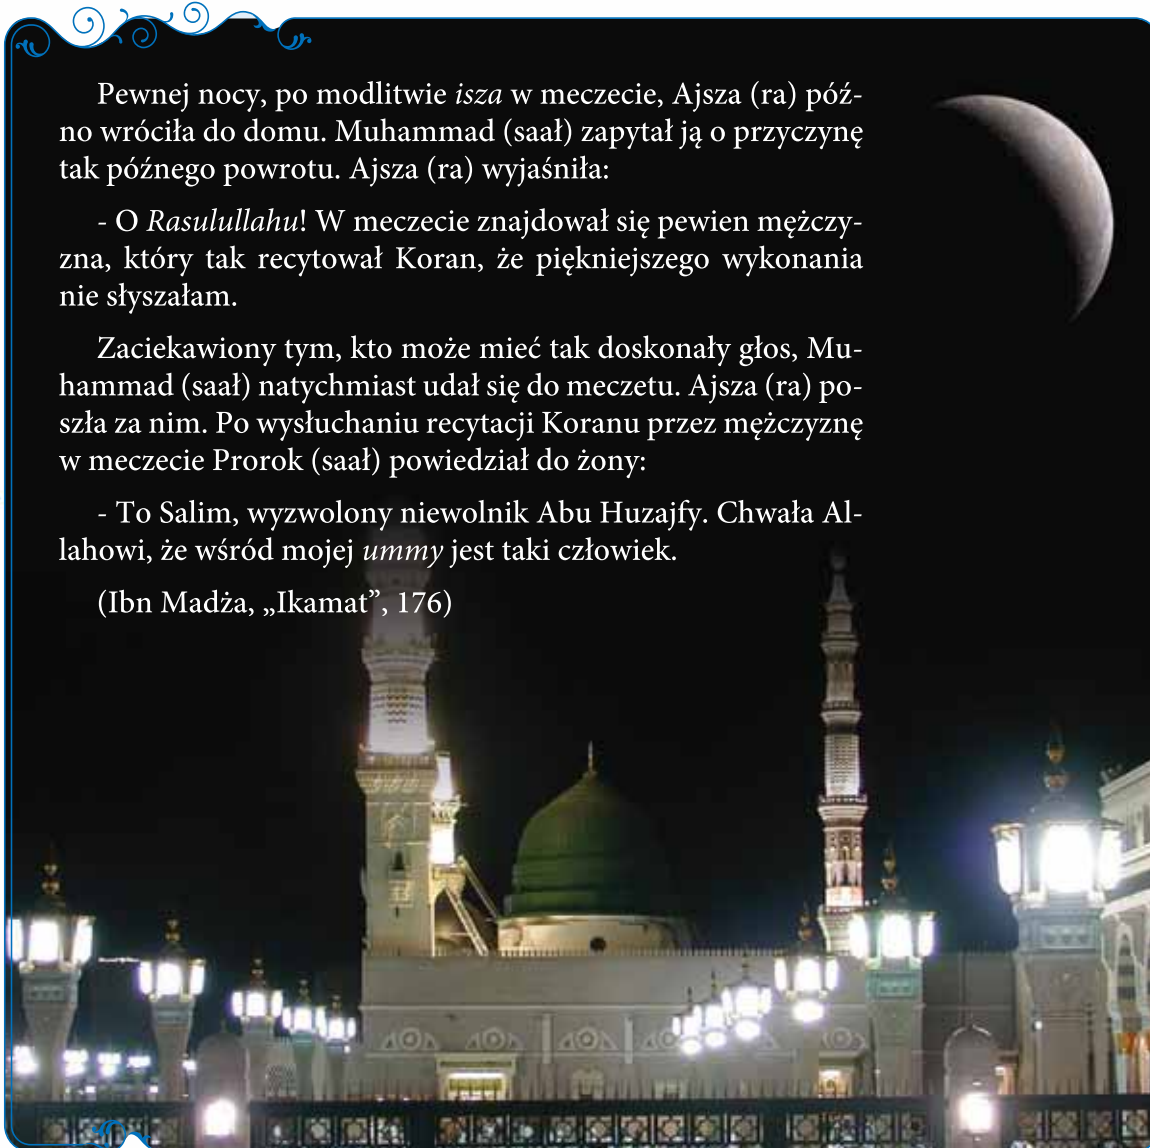 Pewnej nocy, po modlitwie isza w meczecie, Ajsza (ra) póź-
no wróciła do domu. Muhammad (saał) zapytał ją o przyczynę
tak późnego powrotu. Ajsza (ra) wyjaśniła:
- O Rasulullahu! W meczecie znajdował się pewien mężczy-
zna, który tak recytował Koran, że piękniejszego wykonania
nie słyszałam.
Zaciekawiony tym, kto może mieć tak doskonały głos, Mu-
hammad (saał) natychmiast udał się do meczetu. Ajsza (ra) po-
szła za nim. Po wysłuchaniu recytacji Koranu przez mężczyznę
w meczecie Prorok (saał) powiedział do żony:
- To Salim, wyzwolony niewolnik Abu Huzajfy. Chwała Al-
lahowi, że wśród mojej ummy jest taki człowiek.
(Ibn Madża, „Ikamat”, 176)